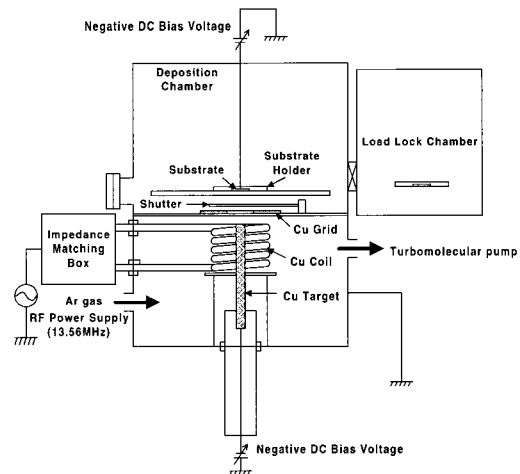 Negative DC Bias Voltage
Deposition
Chamber
Load Lock Chamber
Substrate
Substrate
Holder
Shutter
Cu Grid
Impedance
Matching
Box
Turbomolecular pump
Cu Coil
Ar gas
Cu Target
RF Power Supply
(13.56MHz)
Negative DC Bias Voltage